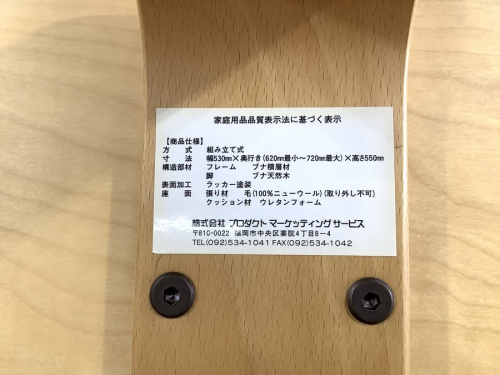 家庭用品品質表示法に基づく表示
【商品仕様】
方 式 組み立て式
寸 法 幅530mm×奥行き(620mm最小～720mm最大)×高さ550mm
構造部材 フレーム ブナ積層材
脚 ブナ天然木
表面加工 ラッカー塗装
座 面 張り材 毛(100%ニューウール)(取り外し不可)
クッション材 ウレタンフォーム
株式会社 プロダクト マーケッティング サービス
〒810-0022 福岡市中央区薬院4丁目8-4
TEL(092)534-1041 FAX(092)534-1042